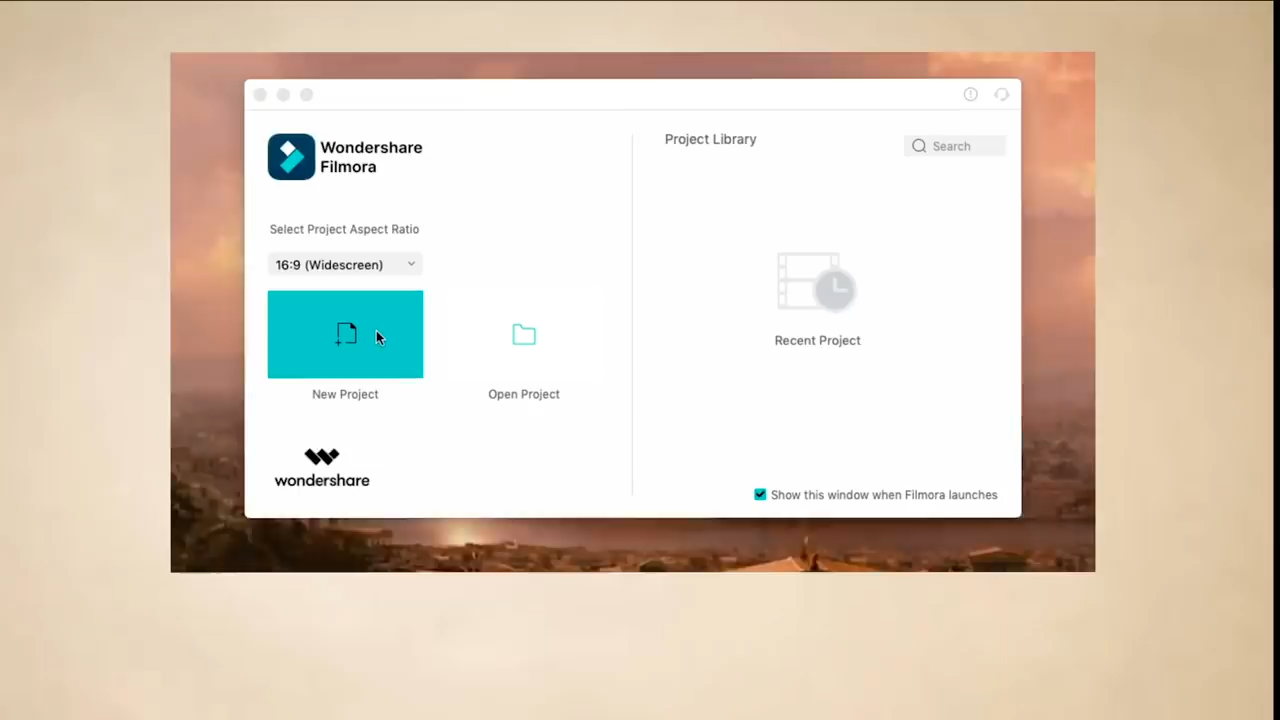 Wondershare
Filmora
Select Project Aspect Ratio
16:9 (Widescreen)
New Project
Open Project
wondershare
Project Library
Search
Recent Project
Show this window when Filmora launches